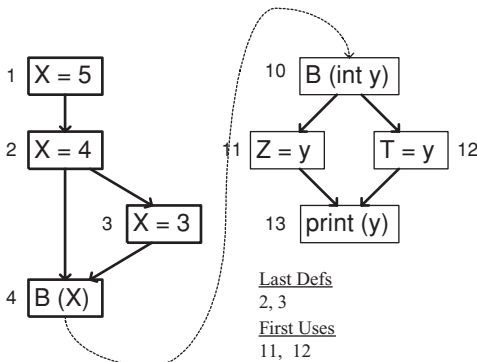 1 X = 5
2 X = 4
3 X = 3
4 B (X)
10 B (int y)
11 Z = y
T = y 12
13 print (y)
Last Defs
2, 3
First Uses
11, 12